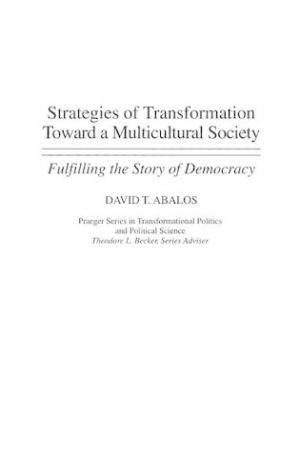 Strategies of Transformation
Toward a Multicultural Society
Fulfilling the Story of Democracy
DAVID T. ABALOS
Praeger Series in Transformational Politics
and Political Science
Theodore L. Becker, Series Adviser